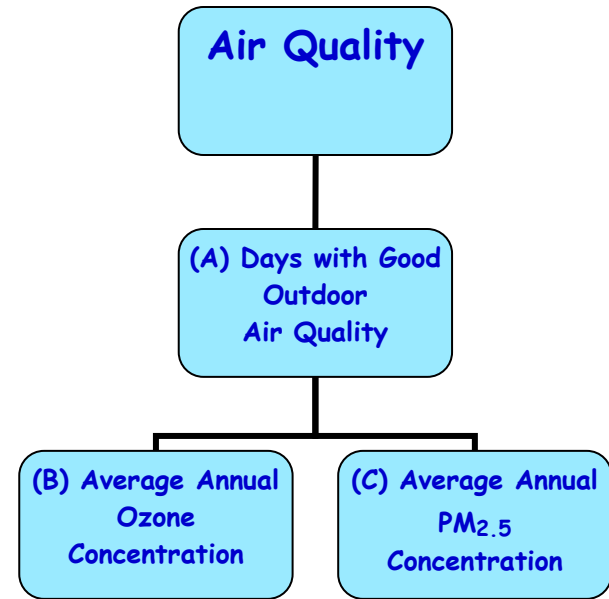 Air Quality
(A) Days with Good
Outdoor
Air Quality
(B) Average Annual
Ozone
Concentration
(C) Average Annual
PM2.5
Concentration